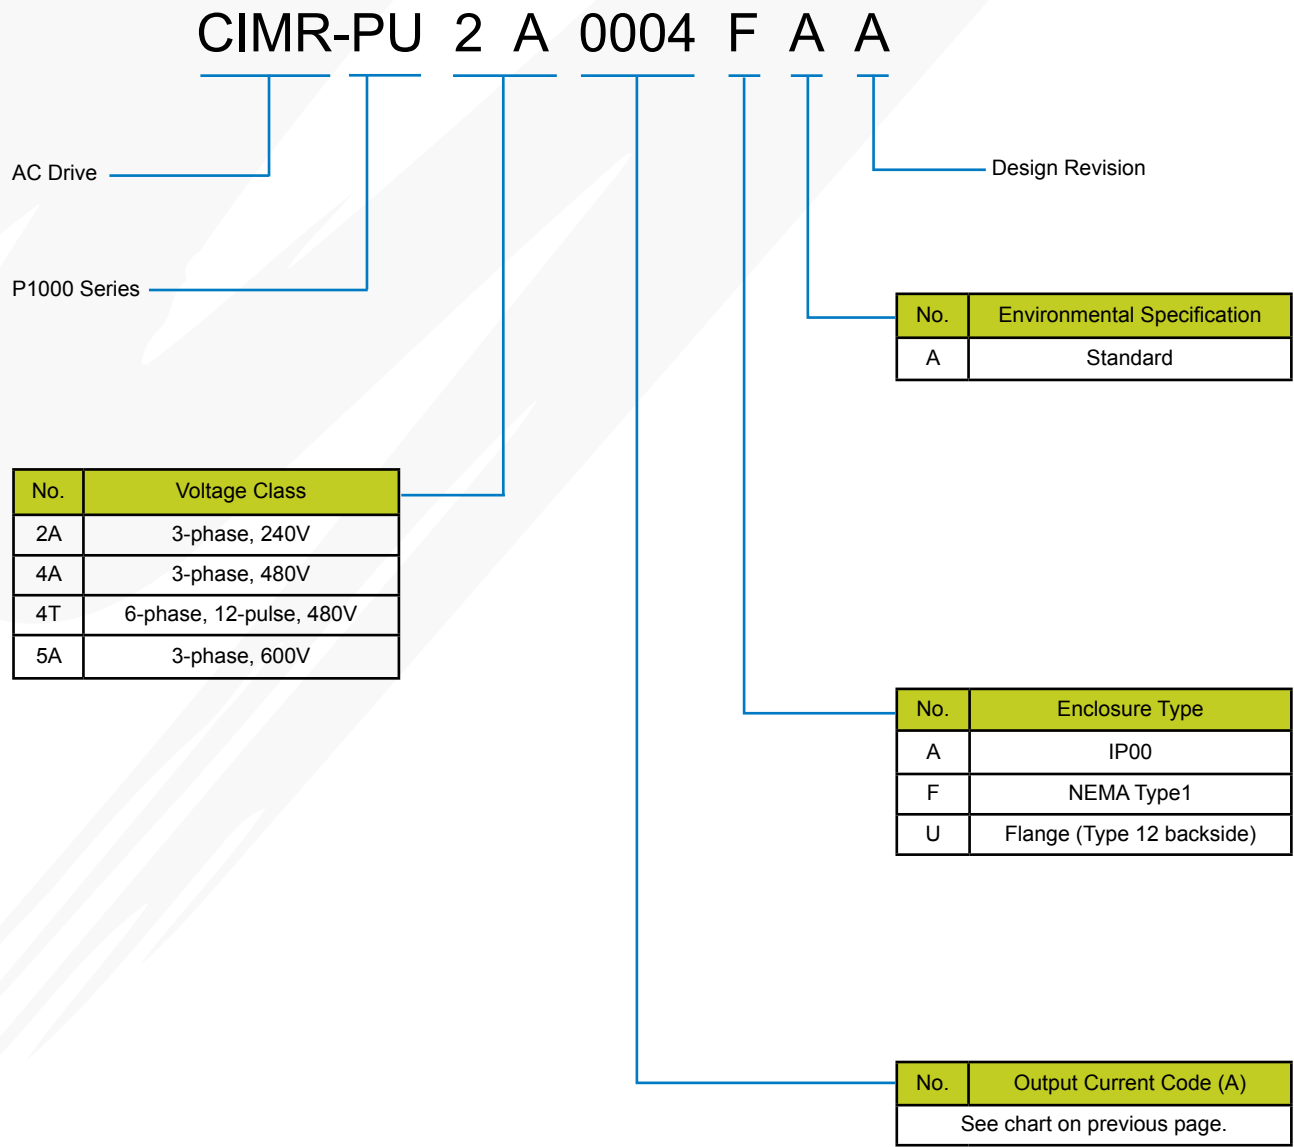 CIMR-PU 2 A 0004 F A A
AC Drive
Design Revision
P1000 Series
No. Environmental Specification
A Standard
No. Voltage Class
2A 3-phase, 240V
4A 3-phase, 480V
4T 6-phase, 12-pulse, 480V
5A 3-phase, 600V
No. Enclosure Type
A IP00
F NEMA Type1
U Flange (Type 12 backside)
No. Output Current Code (A)
See chart on previous page.